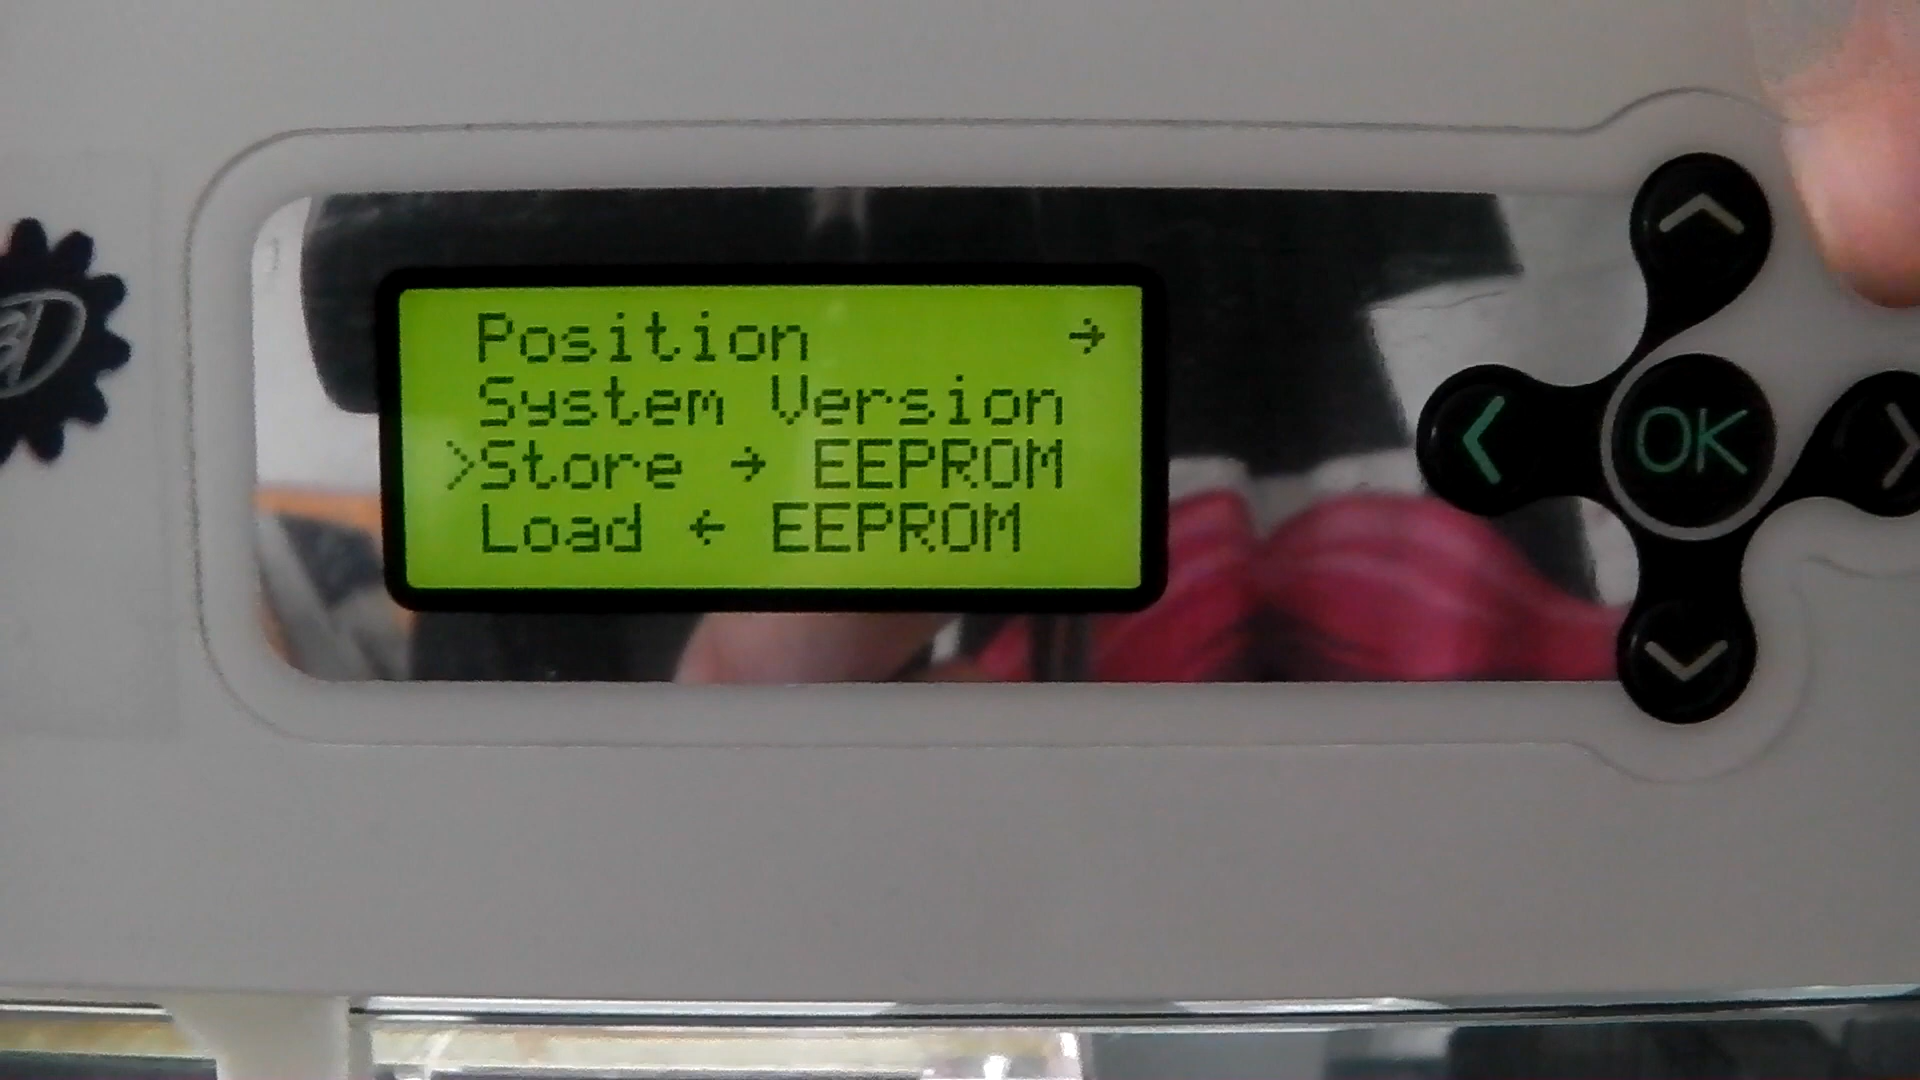 Position →
System Version
>Store → EEPROM
Load ← EEPROM
OK